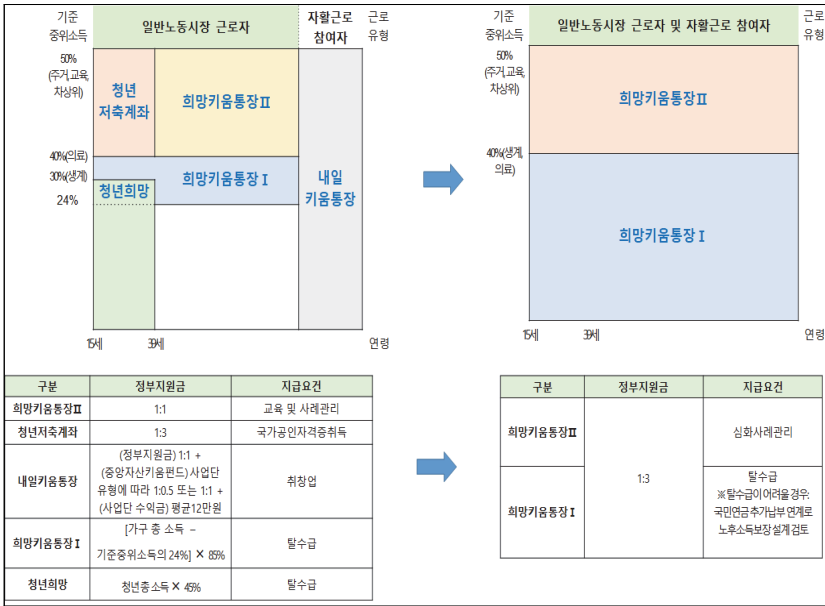 기준
중위소득
일반노동시장 근로자
자활근로
참여자
근로
유형
50%
(주거,교육,
차상위)
청년
저축계좌
희망키움통장Ⅱ
40%(의료)
30%(생계)
희망키움통장Ⅰ
청년희망
24%
내일
키움통장
15세
39세
연령
기준
중위소득
일반노동시장 근로자 및 자활근로 참여자
근로
유형
50%
(주거,교육,
차상위)
희망키움통장Ⅱ
40%(생계,
의료)
희망키움통장Ⅰ
15세
39세
연령
구분 정부지원금 지급요건
희망키움통장Ⅱ 1:1 교육 및 사례관리
청년저축계좌 1:3 국가공인자격증취득
내일키움통장
(정부지원금) 1:1 +
(중앙자산키움펀드) 사업단
유형에 따라 1:0.5 또는 1:1 +
(사업단 수익금) 평균12만원
취창업
희망키움통장Ⅰ
[가구 총 소득 –
기준중위소득의 24%] × 85%
탈수급
청년희망 청년총소득 × 45% 탈수급
구분 정부지원금 지급요건
희망키움통장Ⅱ
1:3
심화사례관리
희망키움통장Ⅰ
탈수급
※탈수급이어려울경우:
국민연금추가납부 연계로
노후소득보장 설계 검토